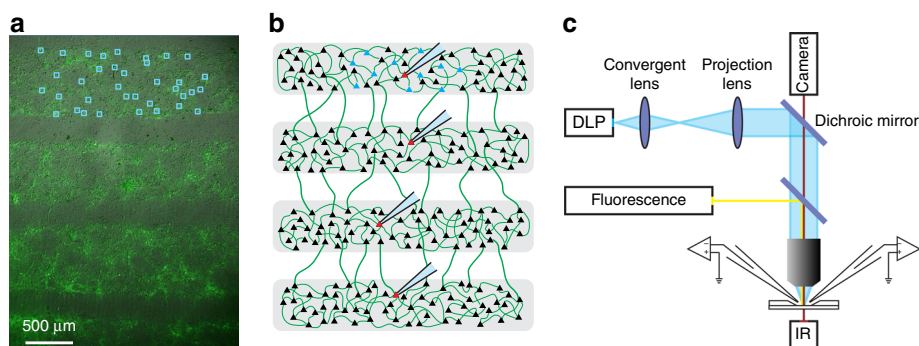 a
500 μm
b
c
Convergent
lens
Projection
lens
Camera
DLP
Dichroic mirror
Fluorescence
IR